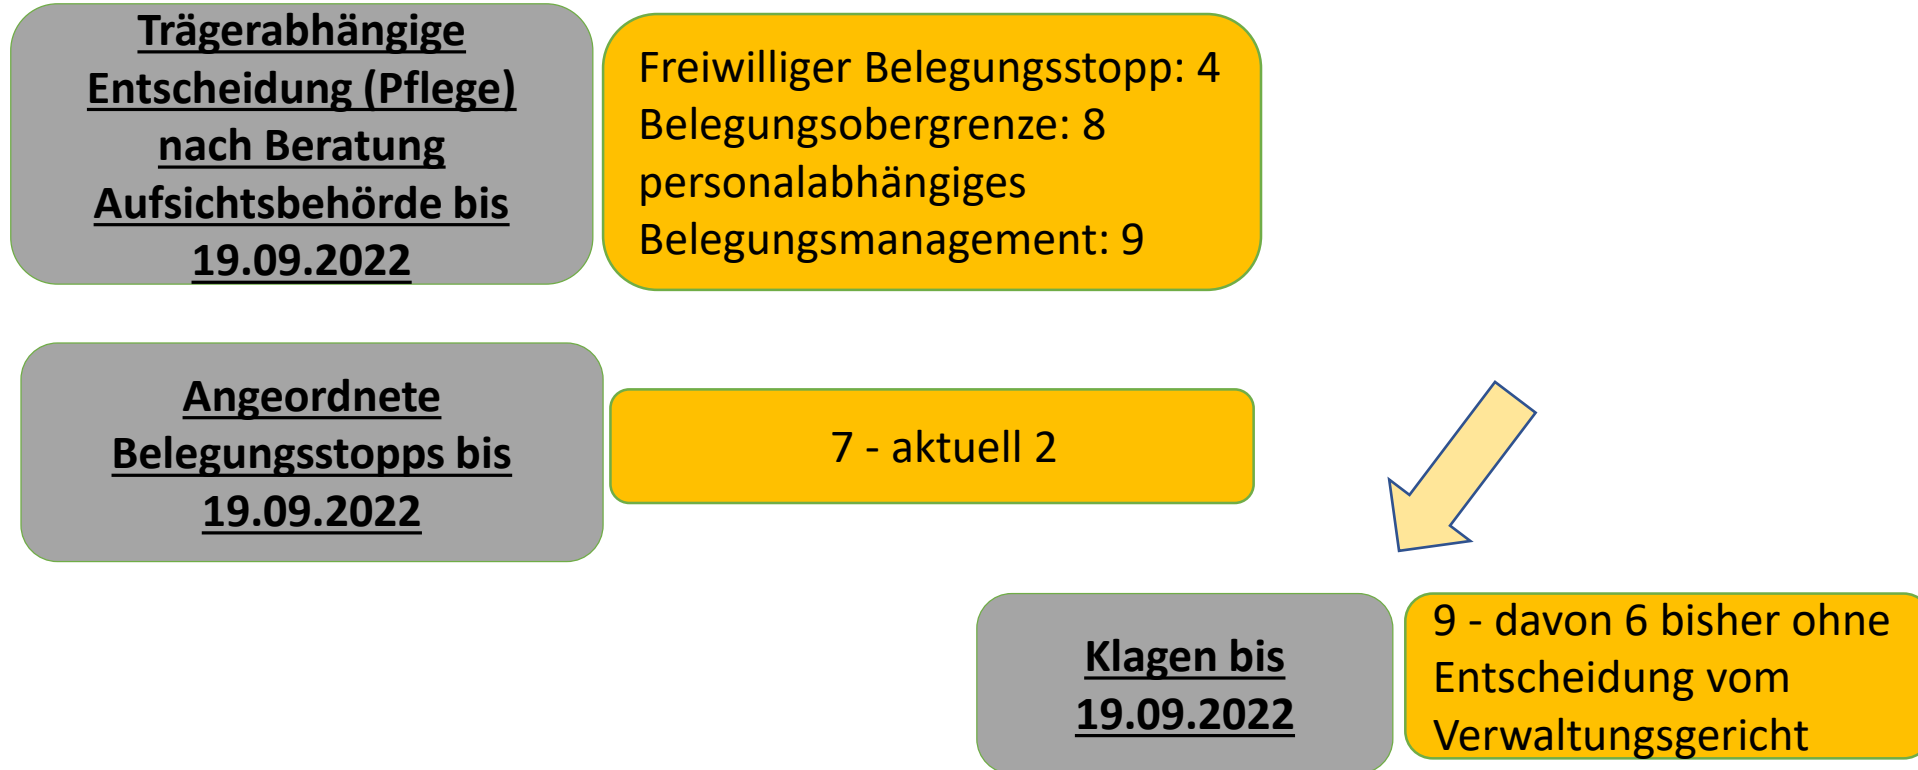 Trägerabhängige
Entscheidung (Pflege)
nach Beratung
Aufsichtsbehörde bis
19.09.2022
Freiwilliger Belegungsstopp: 4
Belegungsobergrenze: 8
personalabhängiges
Belegungsmanagement: 9
Angeordnete
Belegungsstopps bis
19.09.2022
7 - aktuell 2
Klagen bis
19.09.2022
9 - davon 6 bisher ohne
Entscheidung vom
Verwaltungsgericht